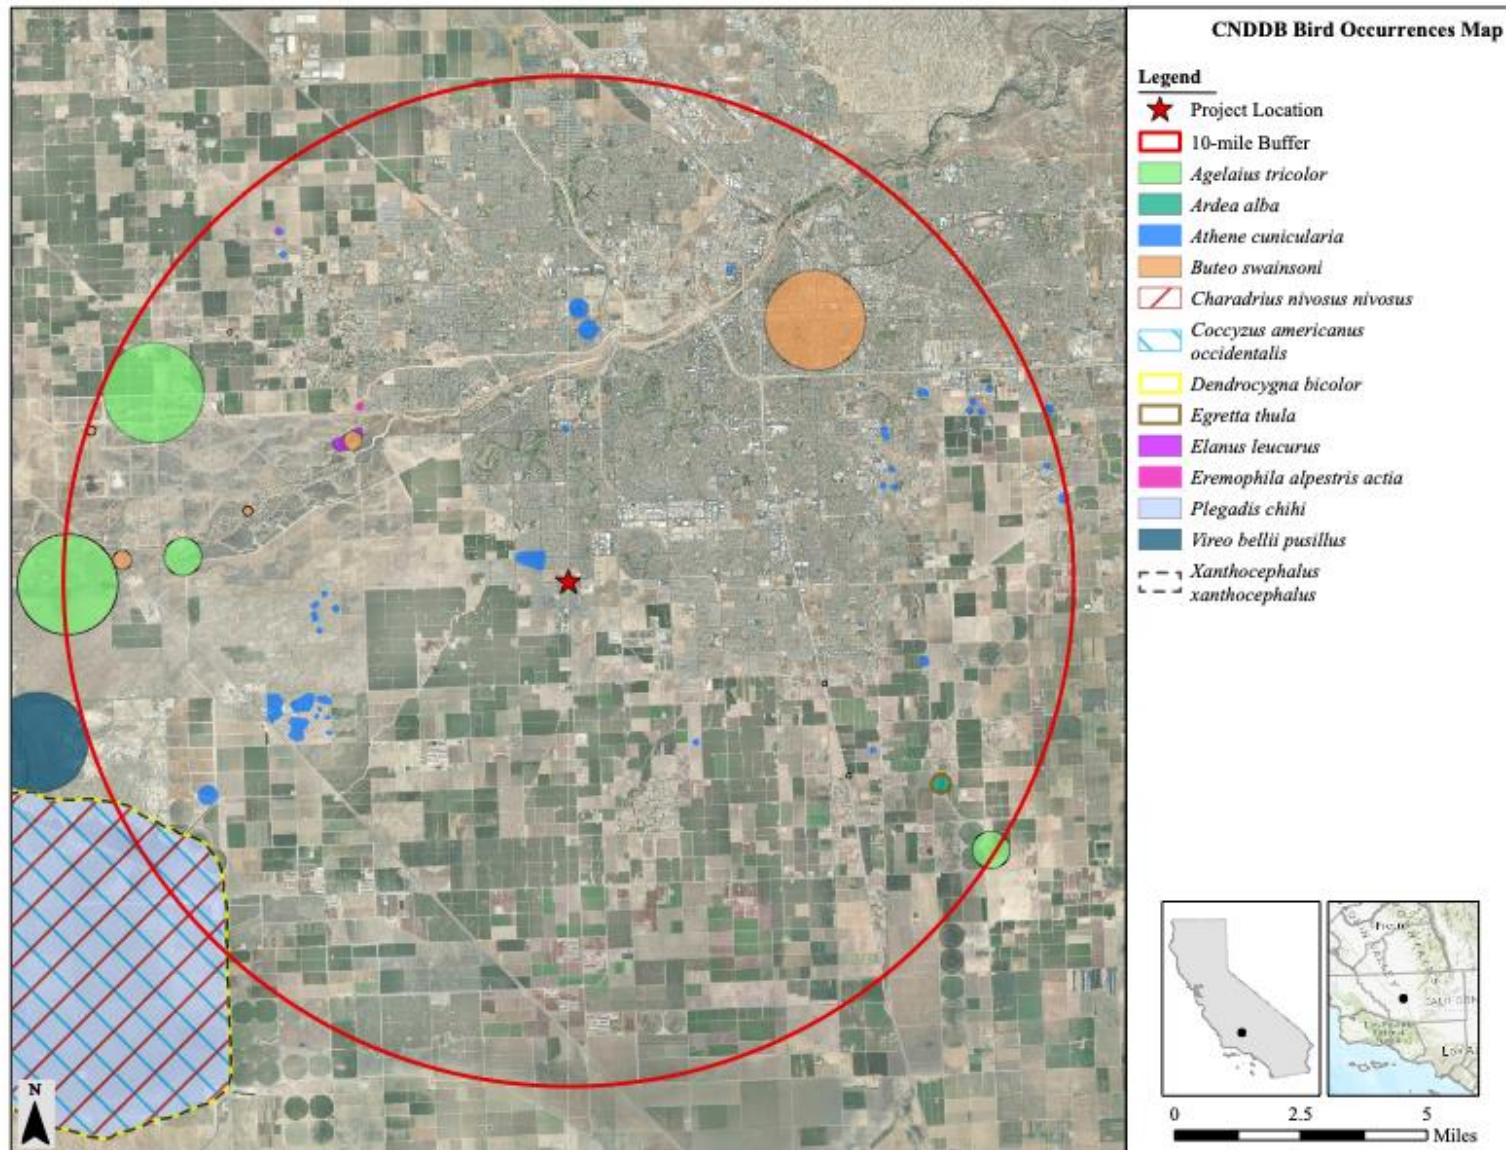 CNDDB Bird Occurrences Map
Legend
Project Location
10-mile Buffer
Agelaius tricolor
Ardea alba
Athene cunicularia
Buteo swainsoni
Charadrius nivosus nivosus
Coccyzus americanus
occidentalis
Dendrocygna bicolor
Egretta thula
Elanus leucurus
Eremophila alpestris actia
Plegadis chihi
Vireo bellii pusillus
Xanthocephalus
xanthocephalus
N
0 2.5 5
Miles